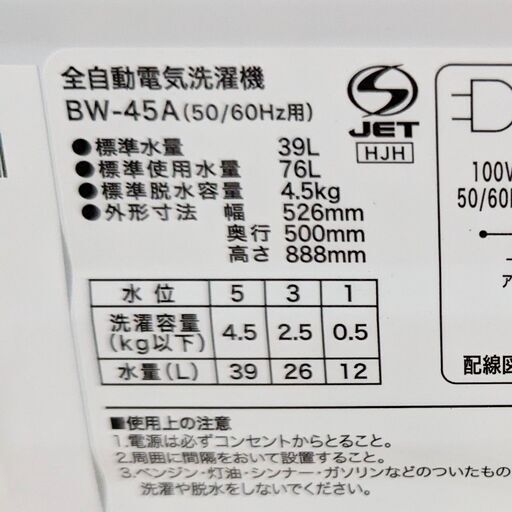 全自動電気洗濯機
BW-45A(50/60Hz用)
●標準水量 39L
●標準使用水量 76L
●標準脱水容量 4.5kg
●外形寸法 幅 526mm
奥行 500mm
高さ 888mm
JET
HJH
100V
50/60H
水位 5 3 1
洗濯容量(kg以下) 4.5 2.5 0.5
水量(L) 39 26 12
ア
配線図
■使用上の注意
1.電源は必ずコンセントからとること。
2.周囲に間隔をおいて設置すること。
3.ベンジン・灯油・シンナー・ガソリンなどのついたもの
洗濯や脱水をしないでください。